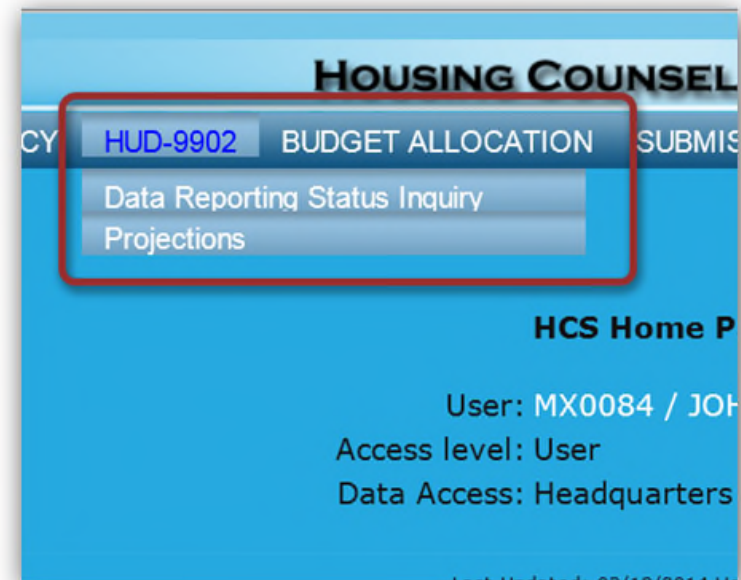 HOUSING COUNSEL
CY HUD-9902 BUDGET ALLOCATION SUBMIS
Data Reporting Status Inquiry
Projections
HCS Home P
User: MX0084 / JOH
Access level: User
Data Access: Headquarters